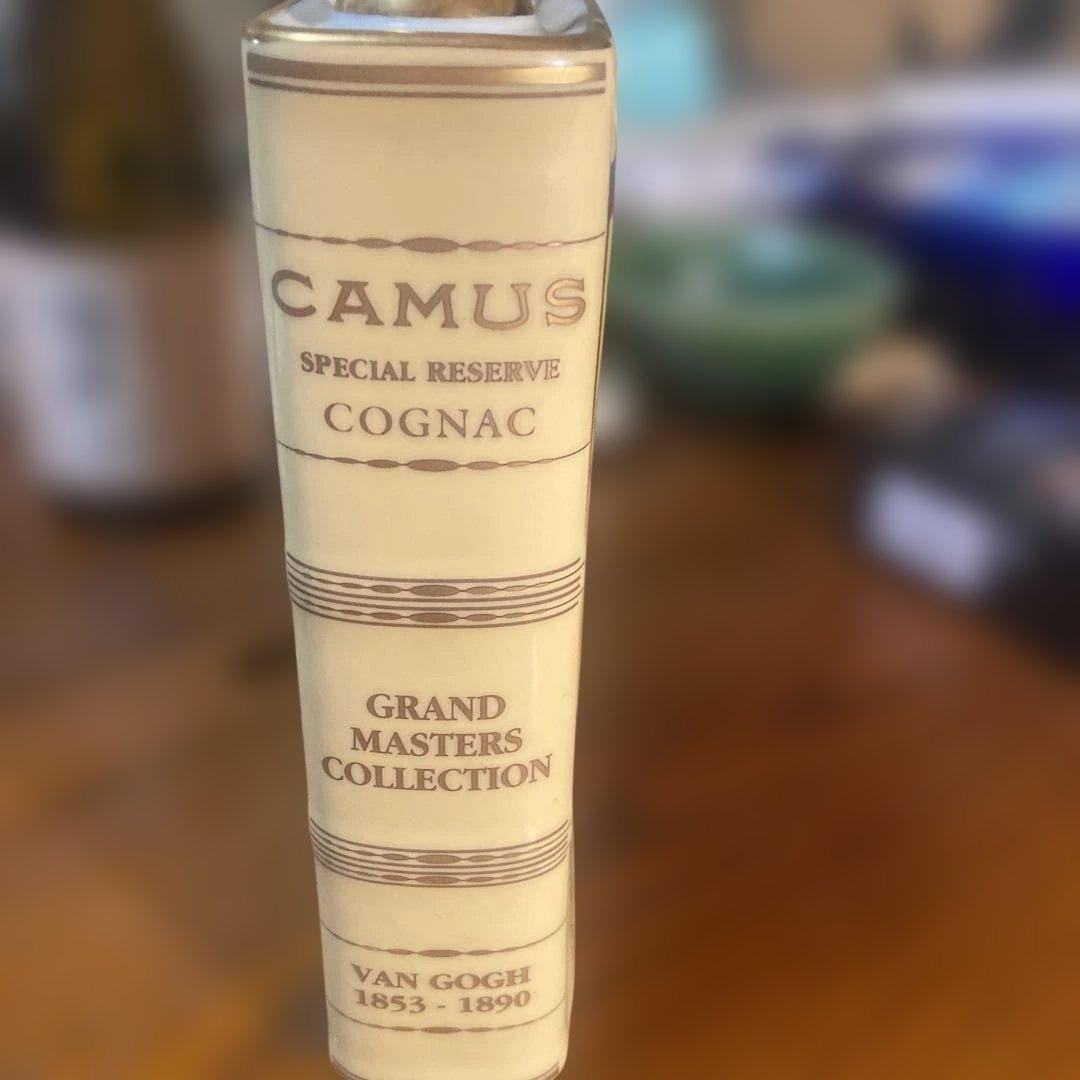 CAMUS
SPECIAL RESERVE
COGNAC
GRAND
MASTERS
COLLECTION
VAN GOGH
1853 - 1890